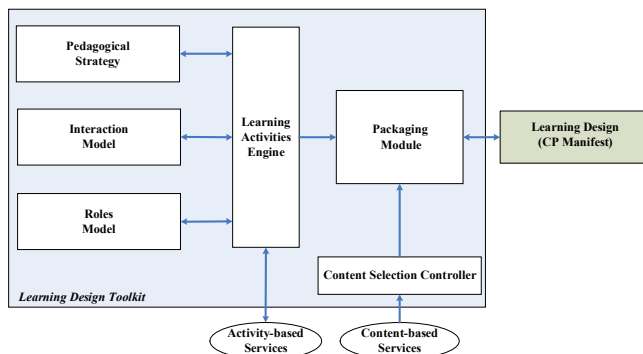 Pedagogical
Strategy
Interaction
Model
Roles
Model
Learning
Activities
Engine
Packaging
Module
Learning Design
(CP Manifest)
Content Selection Controller
Learning Design Toolkit
Activity-based
Services
Content-based
Services